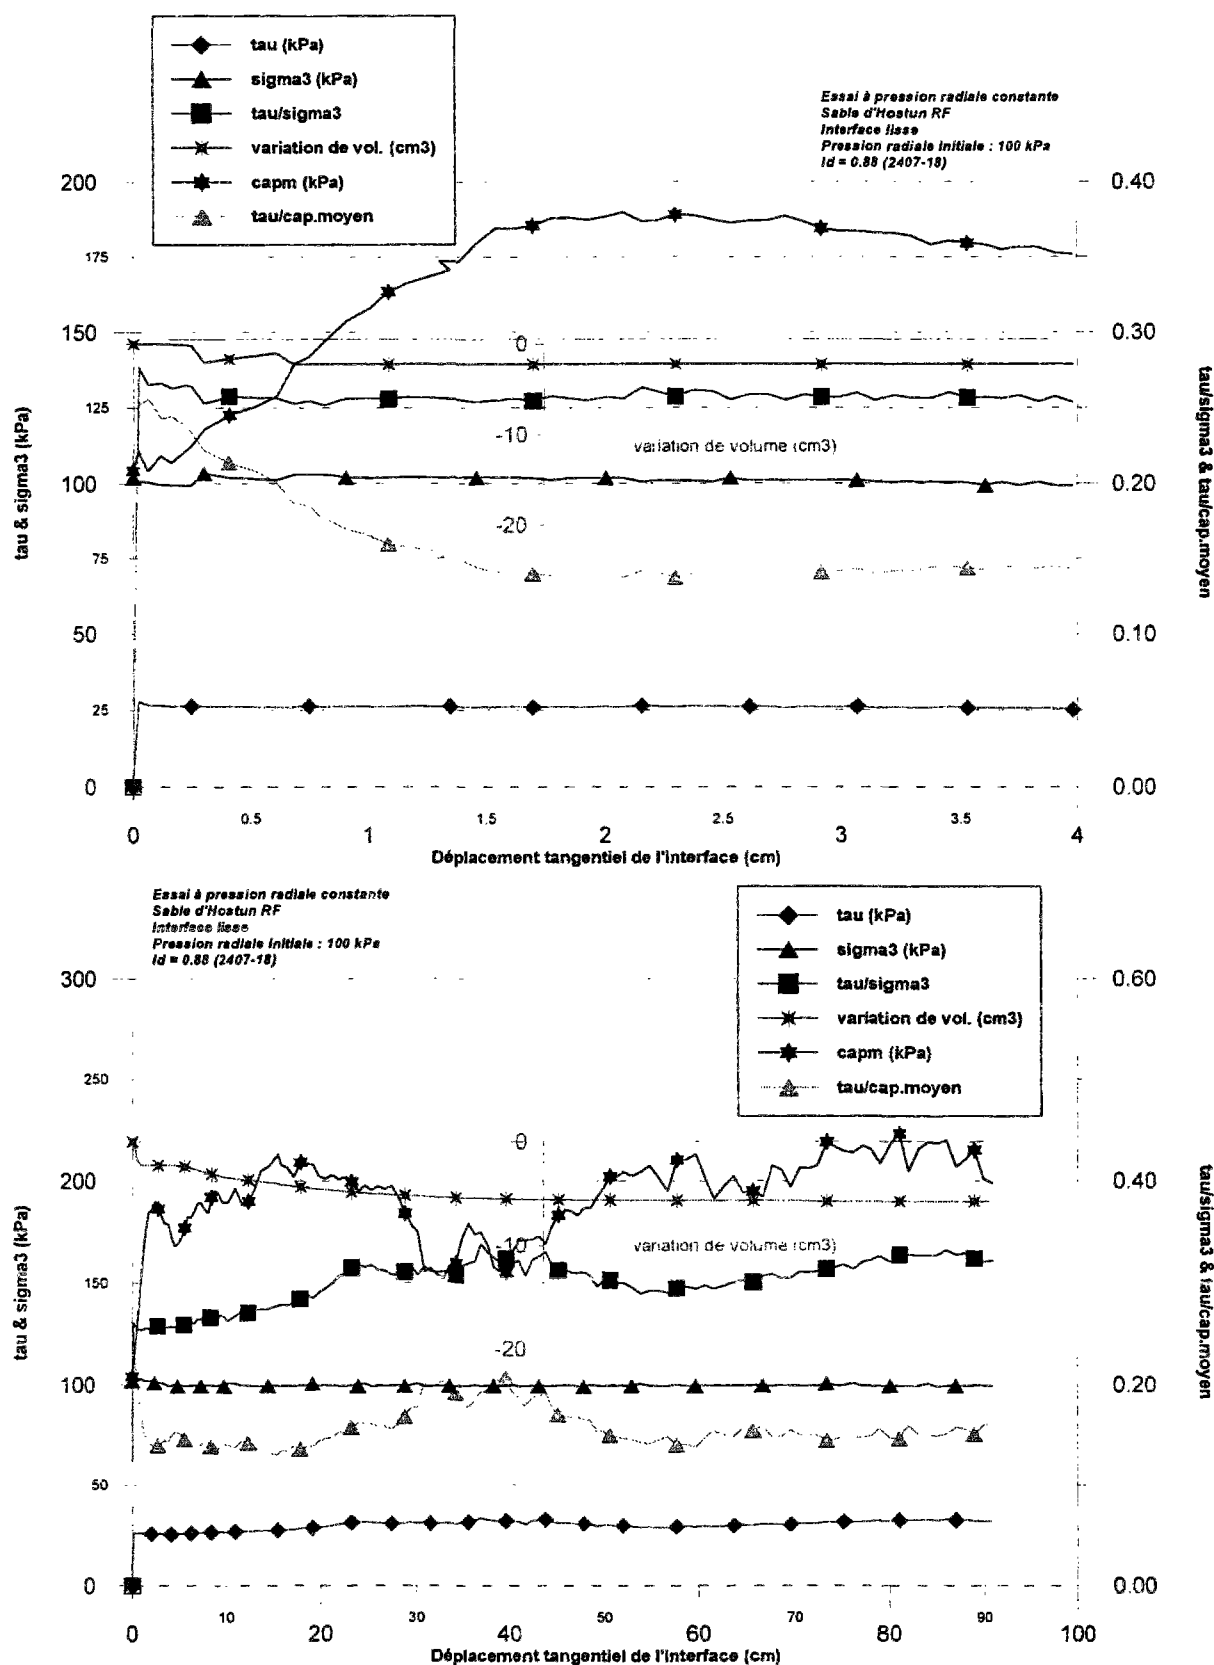 tau (kPa)
sigma3 (kPa)
tau/sigma3
variation de vol. (cm3)
capm (kPa)
tau/cap.moyen
Essai à pression radiale constante
Sable d'Hostun RF
Interface lisse
Pression radiale initiale : 100 kPa
Id = 0.88 (2407-18)
200
175
150
125
100
75
50
25
0
tau & sigma3 (kPa)
0
-10
-20
variation de volume (cm3)
0.40
0.30
0.20
0.10
0.00
tau/sigma3 & tau/cap.moyen
0
0.5
1
1.5
2
2.5
3
3.5
4
Déplacement tangentiel de l'interface (cm)
Essai à pression radiale constante
Sable d'Hostun RF
Interface lisse
Pression radiale initiale : 100 kPa
Id = 0.88 (2407-18)
tau (kPa)
sigma3 (kPa)
tau/sigma3
variation de vol. (cm3)
capm (kPa)
tau/cap.moyen
300
250
200
150
100
50
0
tau & sigma3 (kPa)
0
-10
-20
variation de volume (cm3)
0.60
0.40
0.20
0.00
tau/sigma3 & tau/cap.moyen
0
10
20
30
40
50
60
70
80
90
100
Déplacement tangentiel de l'interface (cm)